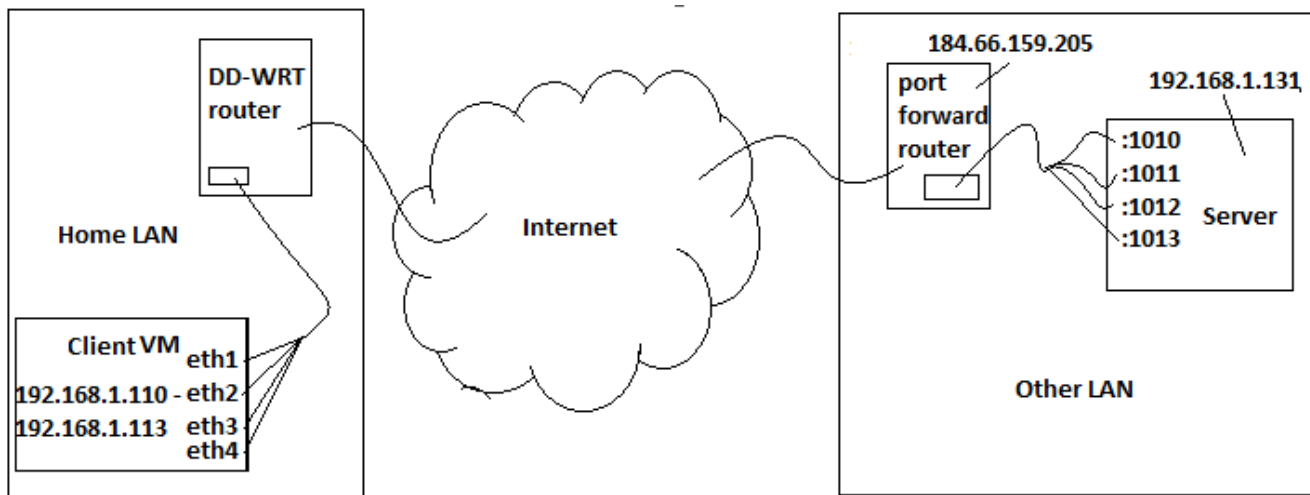 DD-WRT
router
Home LAN
Client VM
eth1
192.168.1.110 - eth2
192.168.1.113 eth3
eth4
Internet
184.66.159.205
port
forward
router
192.168.1.131
:1010
:1011
:1012
:1013
Server
Other LAN